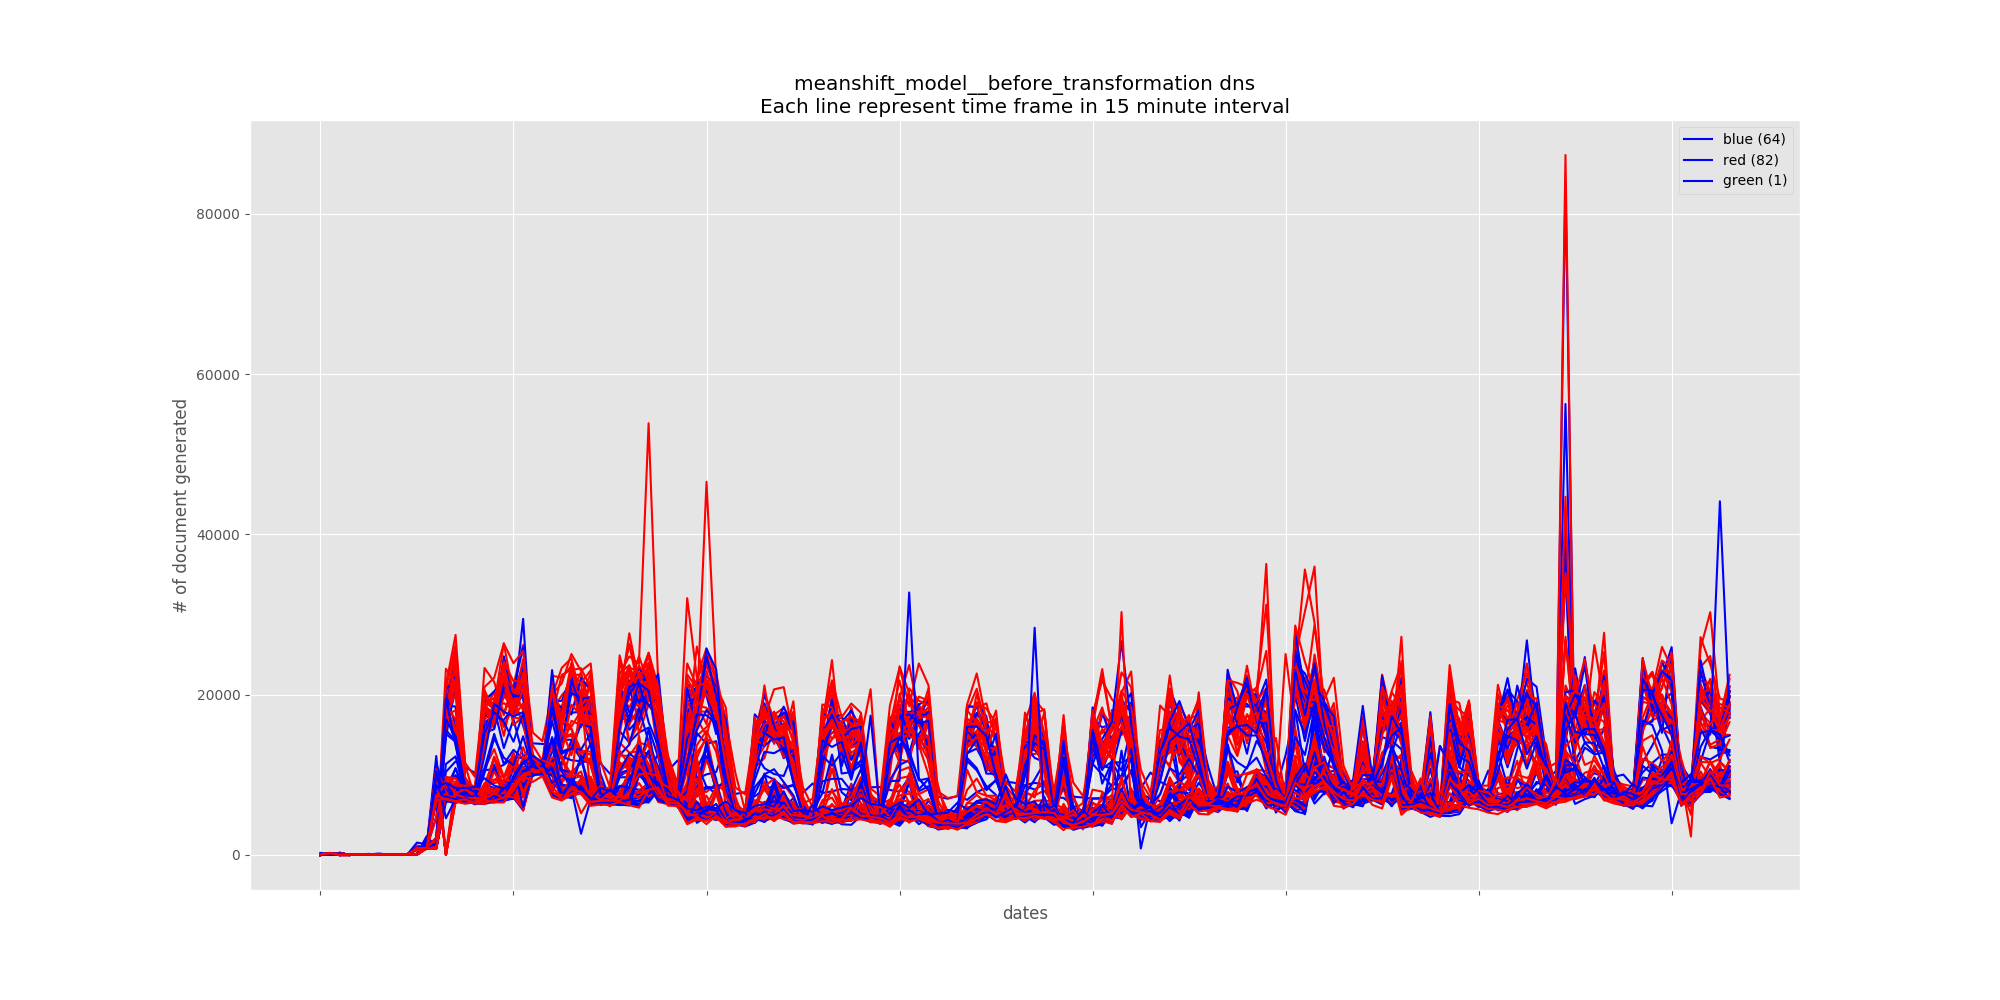 meanshift_model__before_transformation dns
Each line represent time frame in 15 minute interval
blue (64)
red (82)
green (1)
80000
60000
40000
20000
0
# of document generated
dates